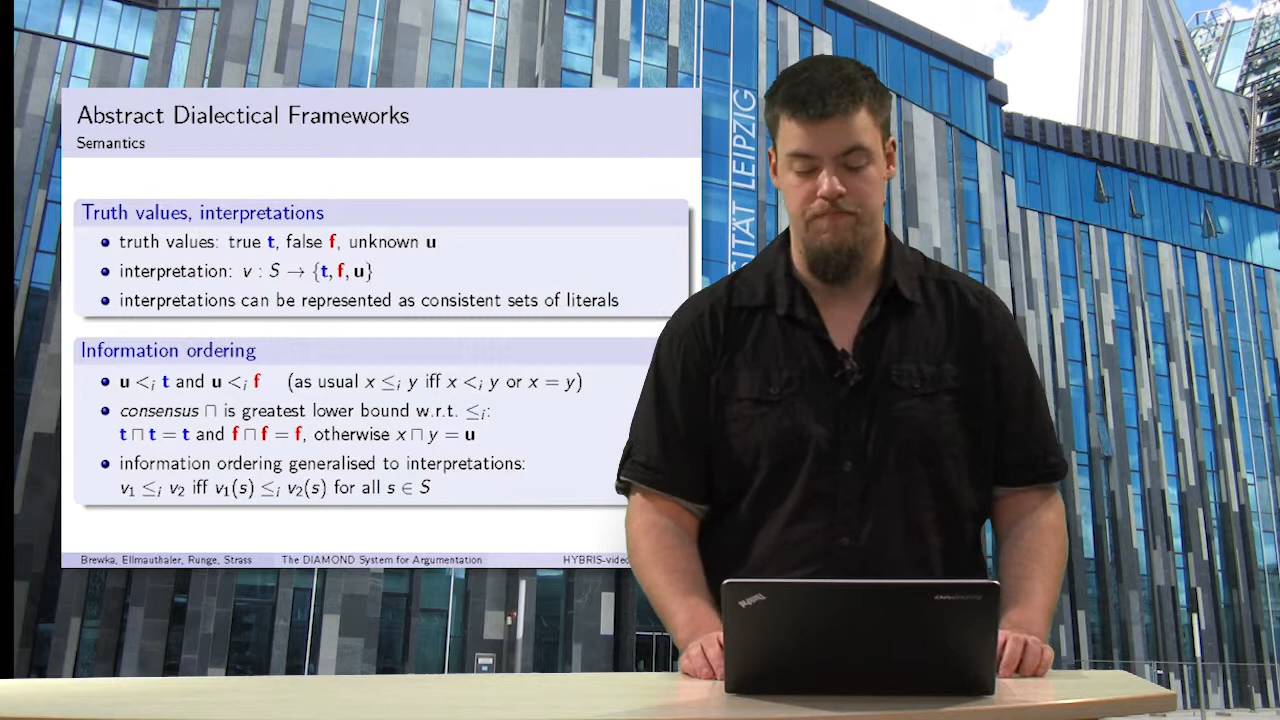 Abstract Dialectical Frameworks
Semantics
Truth values, interpretations
truth values: true t, false f, unknown u
interpretation: v : S → {t, f, u}
interpretations can be represented as consistent sets of literals
Information ordering
u <ᵢ t and u <ᵢ f (as usual x ≤ᵢ y iff x <ᵢ y or x = y)
consensus ⊓ is greatest lower bound w.r.t. ≤ᵢ:
t ⊓ t = t and f ⊓ f = f, otherwise x ⊓ y = u
information ordering generalised to interpretations:
v₁ ≤ᵢ v₂ iff v₁(s) ≤ᵢ v₂(s) for all s ∈ S
Brewka, Ellmauthaler, Runge, Strass The DIAMOND System for Argumentation HYBRIS-video
SITÄT LEIPZIG
ThinkPad